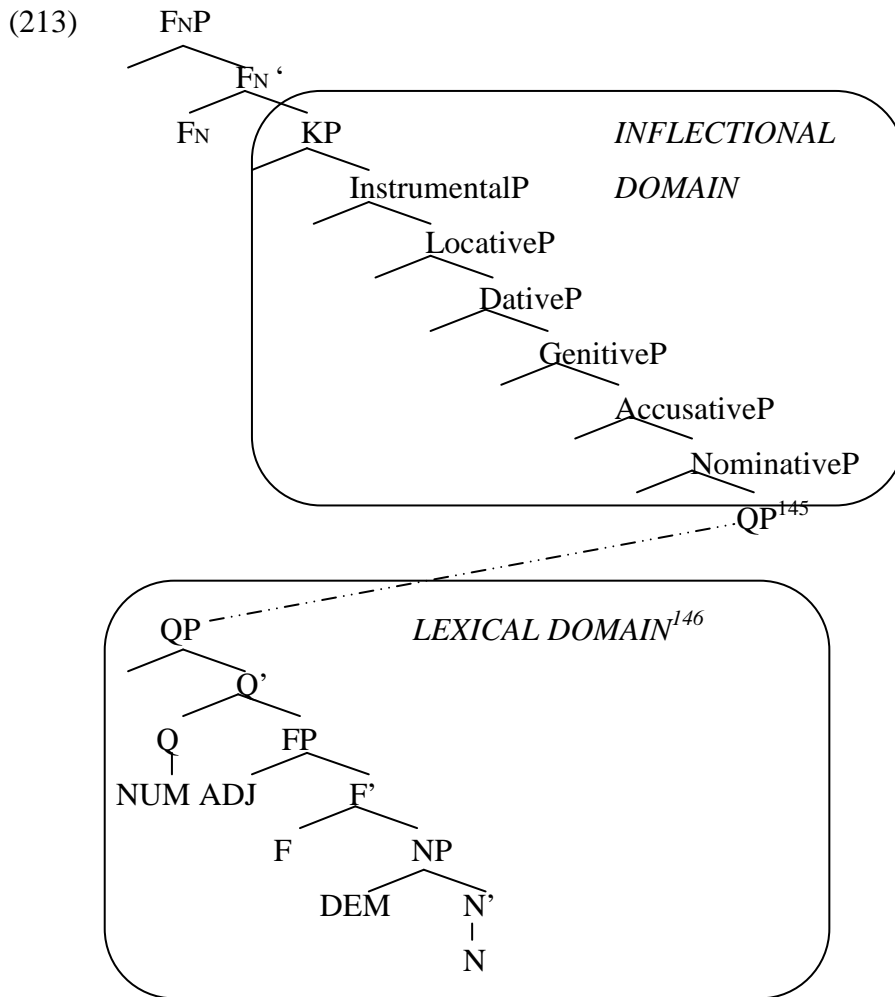 (213) FNP
FN ‘
FN KP INFLECTIONAL
InstrumentalP DOMAIN
LocativeP
DativeP
GenitiveP
AccusativeP
NominativeP
QP145
QP LEXICAL DOMAIN146
Q’
Q FP
NUM ADJ F’
F NP
DEM N’
N